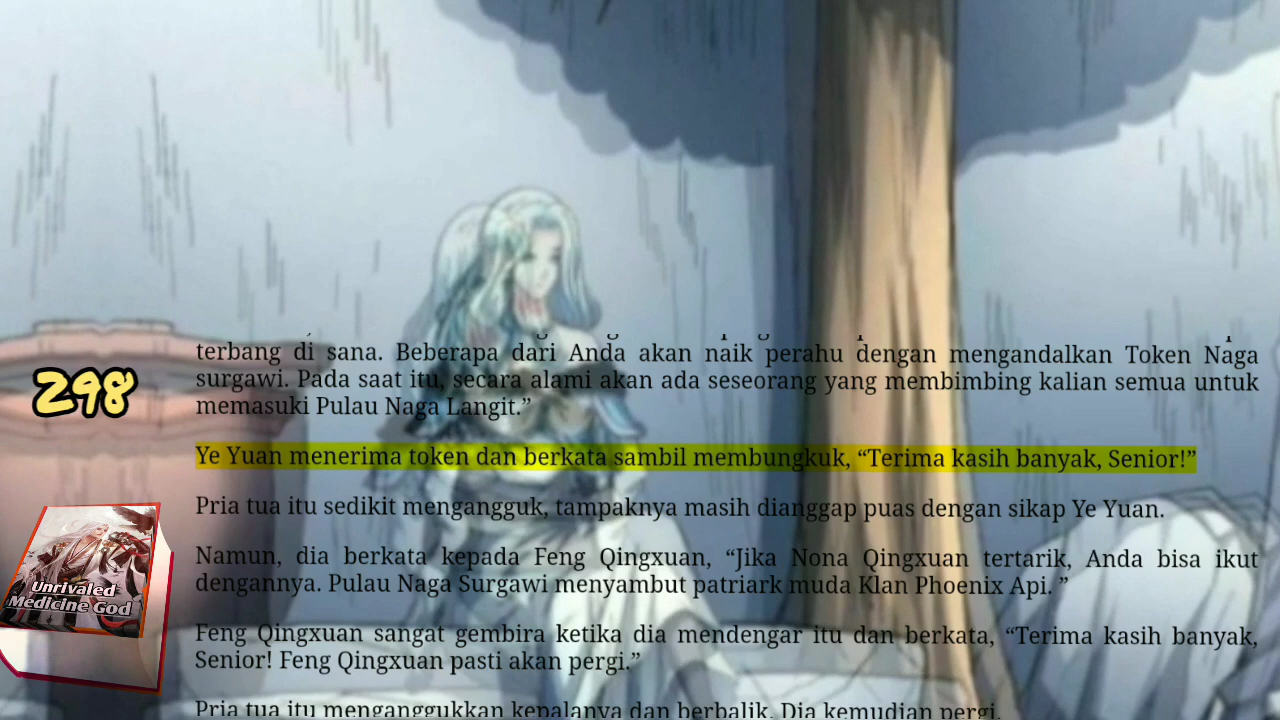 terbang di sana. Beberapa dari Anda akan naik perahu dengan mengandalkan Token Naga
surgawi. Pada saat itu, secara alami akan ada seseorang yang membimbing kalian semua untuk
memasuki Pulau Naga Langit.”
298
Ye Yuan menerima token dan berkata sambil membungkuk, “Terima kasih banyak, Senior!”
Pria tua itu sedikit mengangguk, tampaknya masih dianggap puas dengan sikap Ye Yuan.
Namun, dia berkata kepada Feng Qingxuan, “Jika Nona Qingxuan tertarik, Anda bisa ikut
dengannya. Pulau Naga Surgawi menyambut patriark muda Klan Phoenix Api. ”
Unrivaled
Medicine God
Feng Qingxuan sangat gembira ketika dia mendengar itu dan berkata, “Terima kasih banyak,
Senior! Feng Qingxuan pasti akan pergi.”
Pria tua itu menganggukkan kepalanya dan berbalik. Dia kemudian pergi.